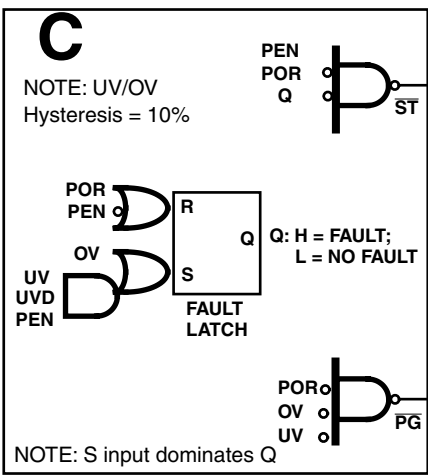 C
NOTE: UV/OV
Hysteresis = 10%
PEN
POR
Q
ST
POR
PEN
R
OV
Q
Q: H = FAULT;
L = NO FAULT
UV
UVD
PEN
S
FAULT
LATCH
POR
OV
UV
PG
NOTE: S input dominates Q